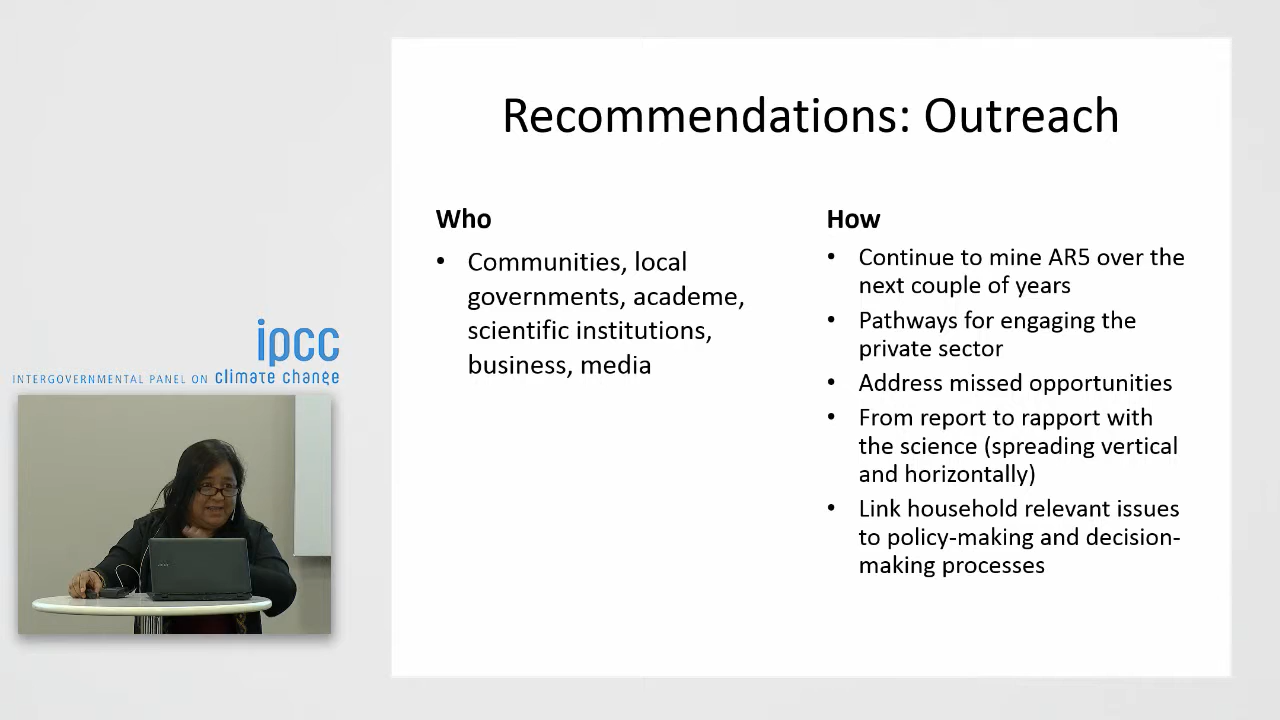 Recommendations: Outreach
Who
• Communities, local
governments, academe,
scientific institutions,
business, media
How
• Continue to mine AR5 over the
next couple of years
• Pathways for engaging the
private sector
• Address missed opportunities
• From report to rapport with
the science (spreading vertical
and horizontally)
• Link household relevant issues
to policy-making and decision-
making processes
ipcc
INTERGOVERNMENTAL PANEL ON climate change